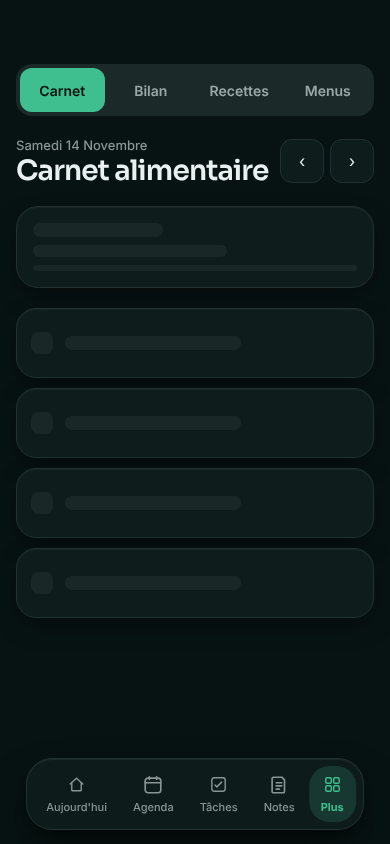 Carnet
Bilan
Recettes
Menus
Samedi 14 Novembre
Carnet alimentaire
‹
›
Aujourd'hui
Agenda
Tâches
Notes
Plus